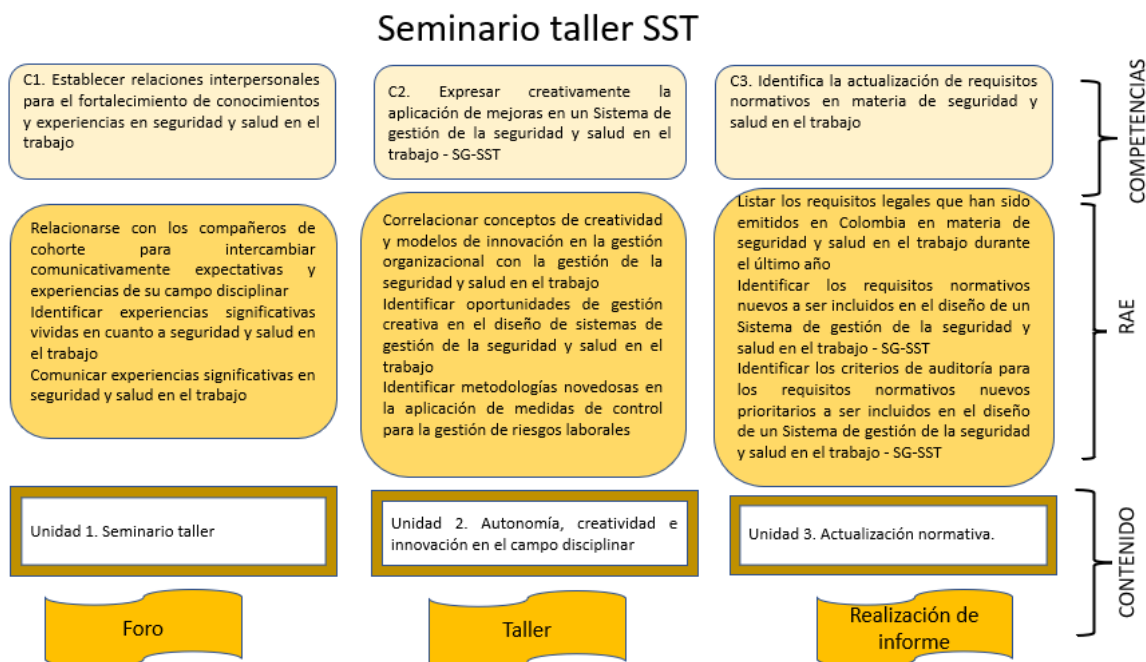 Seminario taller SST
C1. Establecer relaciones interpersonales
para el fortalecimiento de conocimientos
y experiencias en seguridad y salud en el
trabajo
C2. Expresar creativamente la
aplicación de mejoras en un Sistema de
gestión de la seguridad y salud en el
trabajo - SG-SST
C3. Identifica la actualización de requisitos
normativos en materia de seguridad y
salud en el trabajo
COMPETENCIAS
Relacionarse con los compañeros de
cohorte para intercambiar
comunicativamente expectativas y
experiencias de su campo disciplinar
Identificar experiencias significativas
vividas en cuanto a seguridad y salud en
el trabajo
Comunicar experiencias significativas en
seguridad y salud en el trabajo
Correlacionar conceptos de creatividad
y modelos de innovación en la gestión
organizacional con la gestión de la
seguridad y salud en el trabajo
Identificar oportunidades de gestión
creativa en el diseño de sistemas de
gestión de la seguridad y salud en el
trabajo
Identificar metodologías novedosas en
la aplicación de medidas de control
para la gestión de riesgos laborales
Listar los requisitos legales que han sido
emitidos en Colombia en materia de
seguridad y salud en el trabajo durante
el último año
Identificar los requisitos normativos
nuevos a ser incluidos en el diseño de un
Sistema de gestión de la seguridad y
salud en el trabajo - SG-SST
Identificar los criterios de auditoría para
los requisitos normativos nuevos
prioritarios a ser incluidos en el diseño
de un Sistema de gestión de la seguridad
y salud en el trabajo - SG-SST
RAE
Unidad 1. Seminario taller
Unidad 2. Autonomía, creatividad e
innovación en el campo disciplinar
Unidad 3. Actualización normativa.
CONTENIDO
Foro
Taller
Realización de
informe